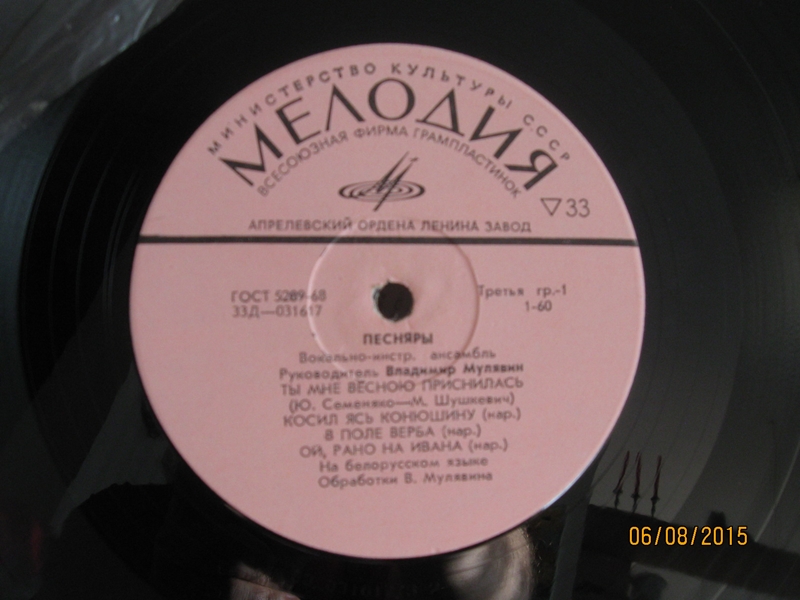 МИНИСТЕРСТВО КУЛЬТУРЫ СССР
МЕЛОДИЯ
ВСЕСОЮЗНАЯ ФИРМА ГРАМПЛАСТИНОК
▽33
АПРЕЛЕВСКИЙ ОРДЕНА ЛЕНИНА ЗАВОД
ГОСТ 5289-68
Третья гр.-1
33Д—031617
1-60
ПЕСНЯРЫ
Вокально-инстр. ансамбль
Руководитель Владимир Мулявин
ТЫ МНЕ ВЕСНОЮ ПРИСНИЛАСЬ
(Ю. Семеняко—М. Шушкевич)
КОСИЛ ЯСЬ КОНЮШИНУ (нар.)
В ПОЛЕ ВЕРБА (нар.)
ОЙ, РАНО НА ИВАНА (нар.)
На белорусском языке
Обработки В. Мулявина
06/08/2015